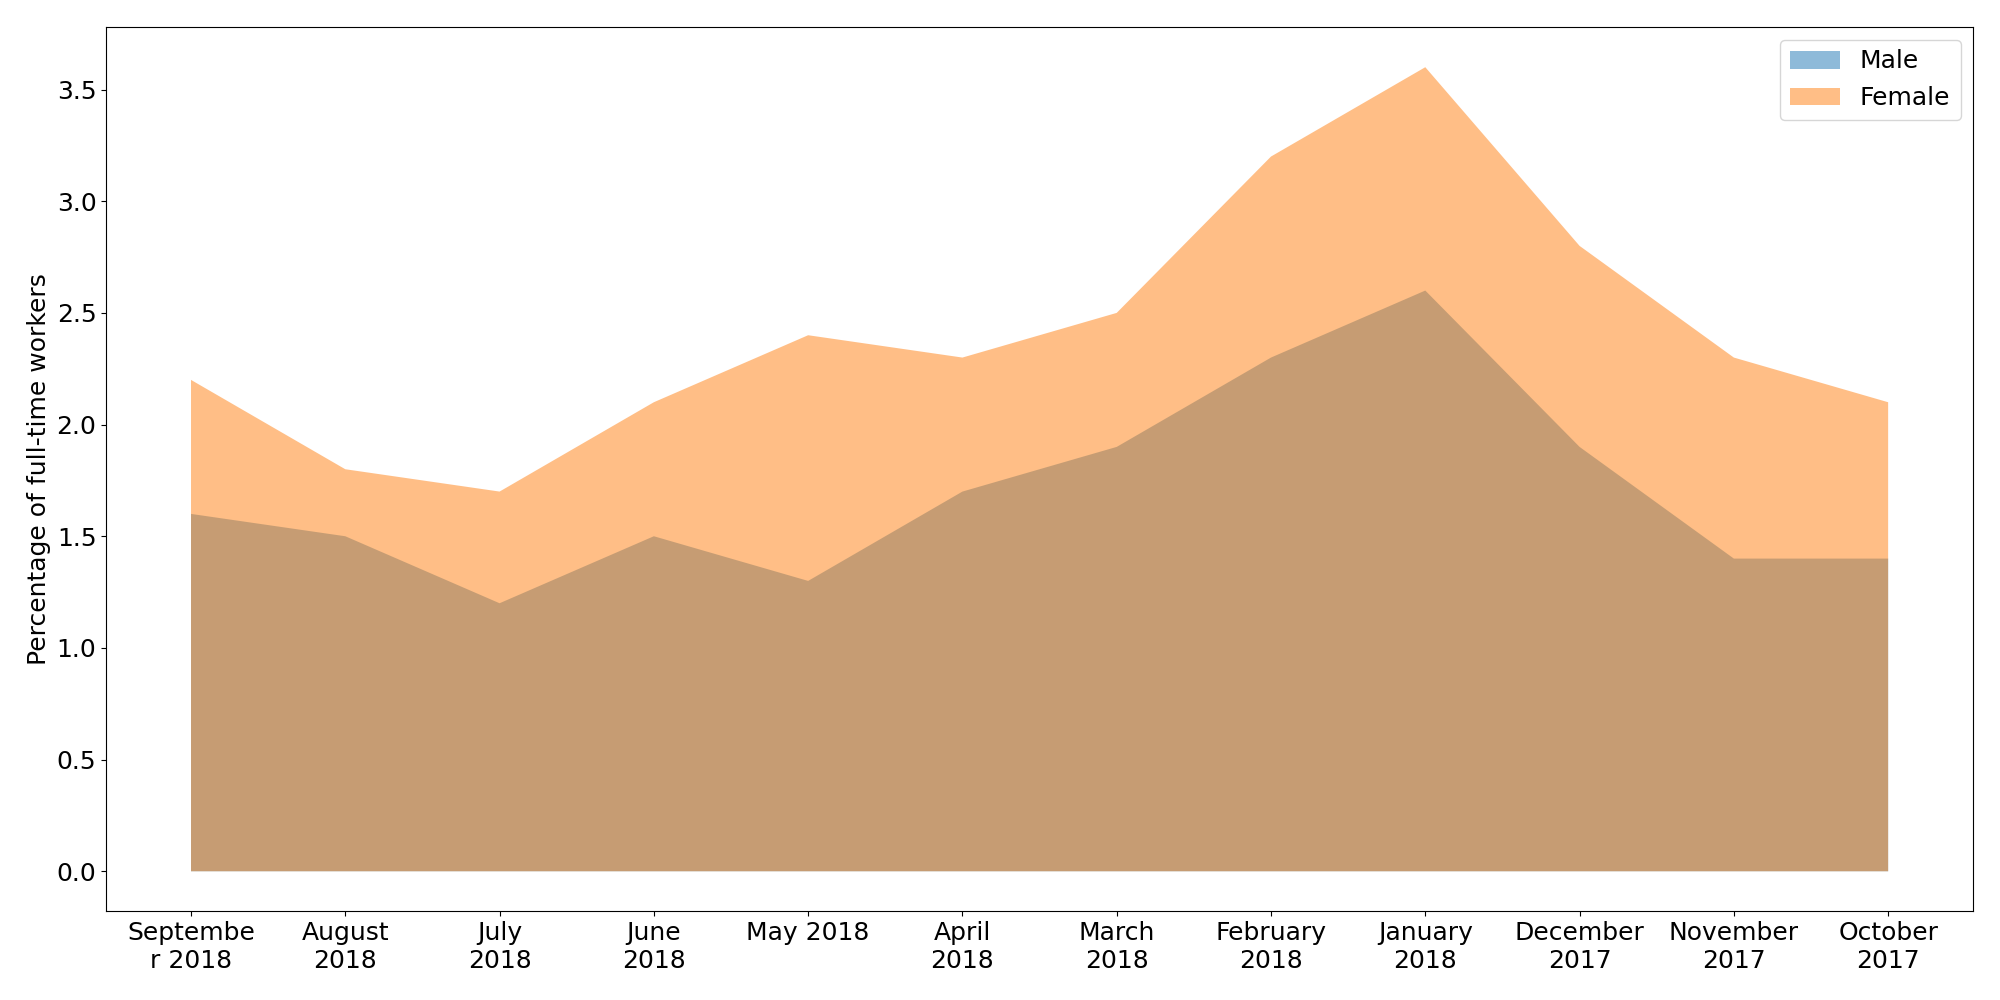 Male
Female
Percentage of full-time workers
3.5
3.0
2.5
2.0
1.5
1.0
0.5
0.0
Septembe
r 2018
August
2018
July
2018
June
2018
May 2018
April
2018
March
2018
February
2018
January
2018
December
2017
November
2017
October
2017